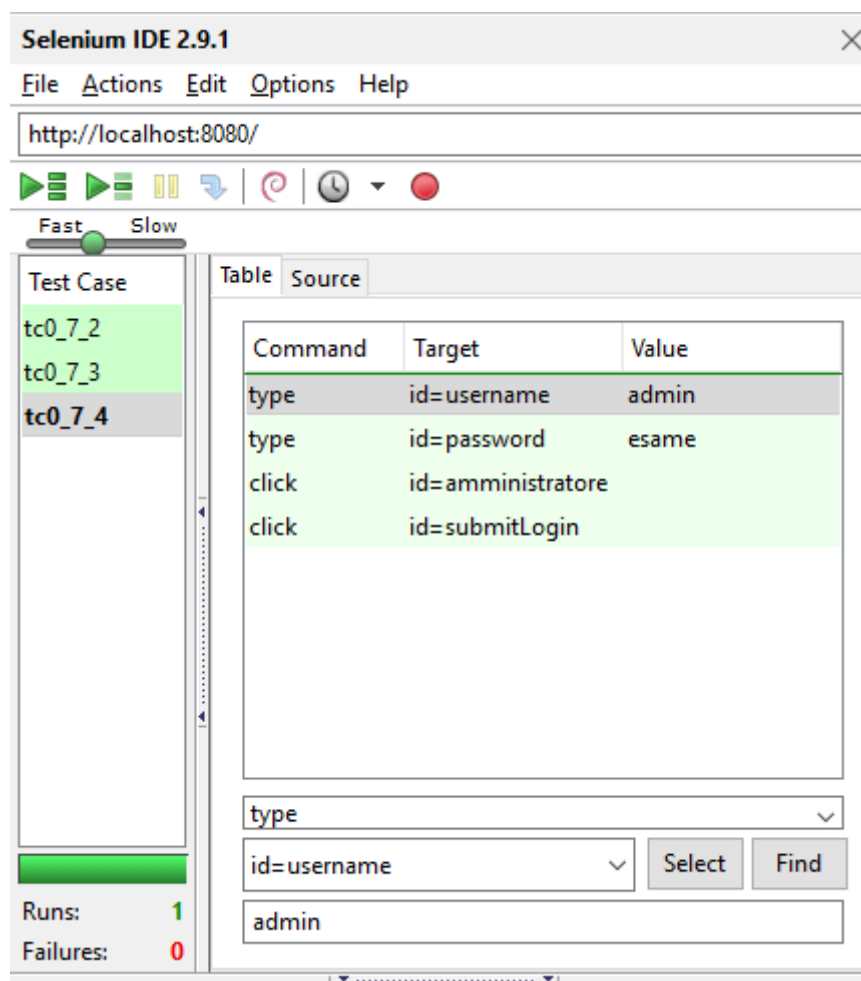 Selenium IDE 2.9.1
File Actions Edit Options Help
http://localhost:8080/
Fast Slow
Test Case
tc0_7_2
tc0_7_3
tc0_7_4
Runs: 1
Failures: 0
Table Source
Command Target Value
type id=username admin
type id=password esame
click id=amministratore
click id=submitLogin
type
id=username Select Find
admin